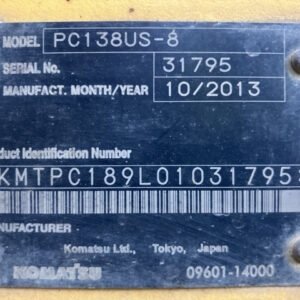 MODEL PC138US-8
SERIAL No. 31795
MANUFACT. MONTH/YEAR 10/2013
duct Identification Number
KMTPC189L01031795
NUFACTURER
Komatsu Ltd., Tokyo, Japan
KOMATSU 09601-14000